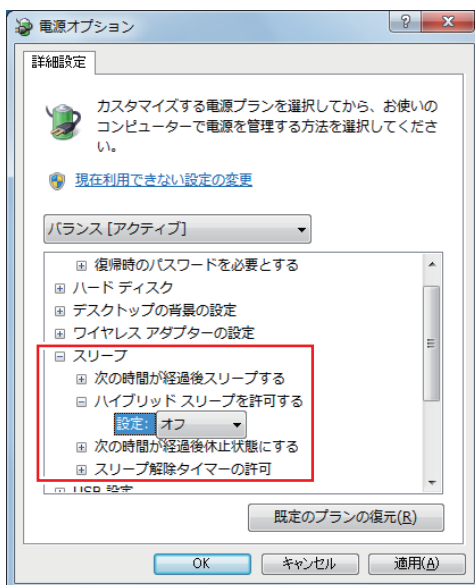 電源オプション
詳細設定
カスタマイズする電源プランを選択してから、お使いの
コンピューターで電源を管理する方法を選択してくださ
い。
現在利用できない設定の変更
バランス [アクティブ]
復帰時のパスワードを必要とする
ハード ディスク
デスクトップの背景の設定
ワイヤレス アダプターの設定
スリープ
次の時間が経過後スリープする
ハイブリッド スリープを許可する
設定: オフ
次の時間が経過後休止状態にする
スリープ解除タイマーの許可
USB 設定
既定のプランの復元(R)
OK キャンセル 適用(A)